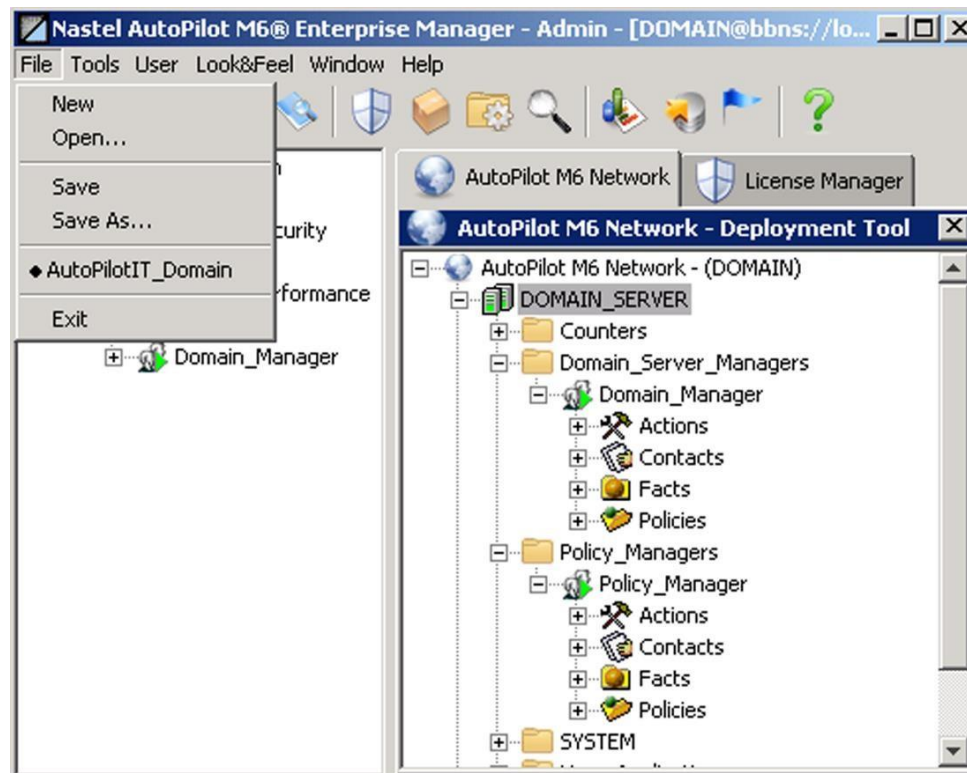 Nastel AutoPilot M6® Enterprise Manager - Admin - [DOMAIN@bbns://lo...
File Tools User Look&Feel Window Help
New
Open...
Save
Save As...
AutoPilotIT_Domain
Exit
Domain_Manager
AutoPilot M6 Network
License Manager
AutoPilot M6 Network - Deployment Tool
AutoPilot M6 Network - (DOMAIN)
DOMAIN_SERVER
Counters
Domain_Server_Managers
Domain_Manager
Actions
Contacts
Facts
Policies
Policy_Managers
Policy_Manager
Actions
Contacts
Facts
Policies
SYSTEM